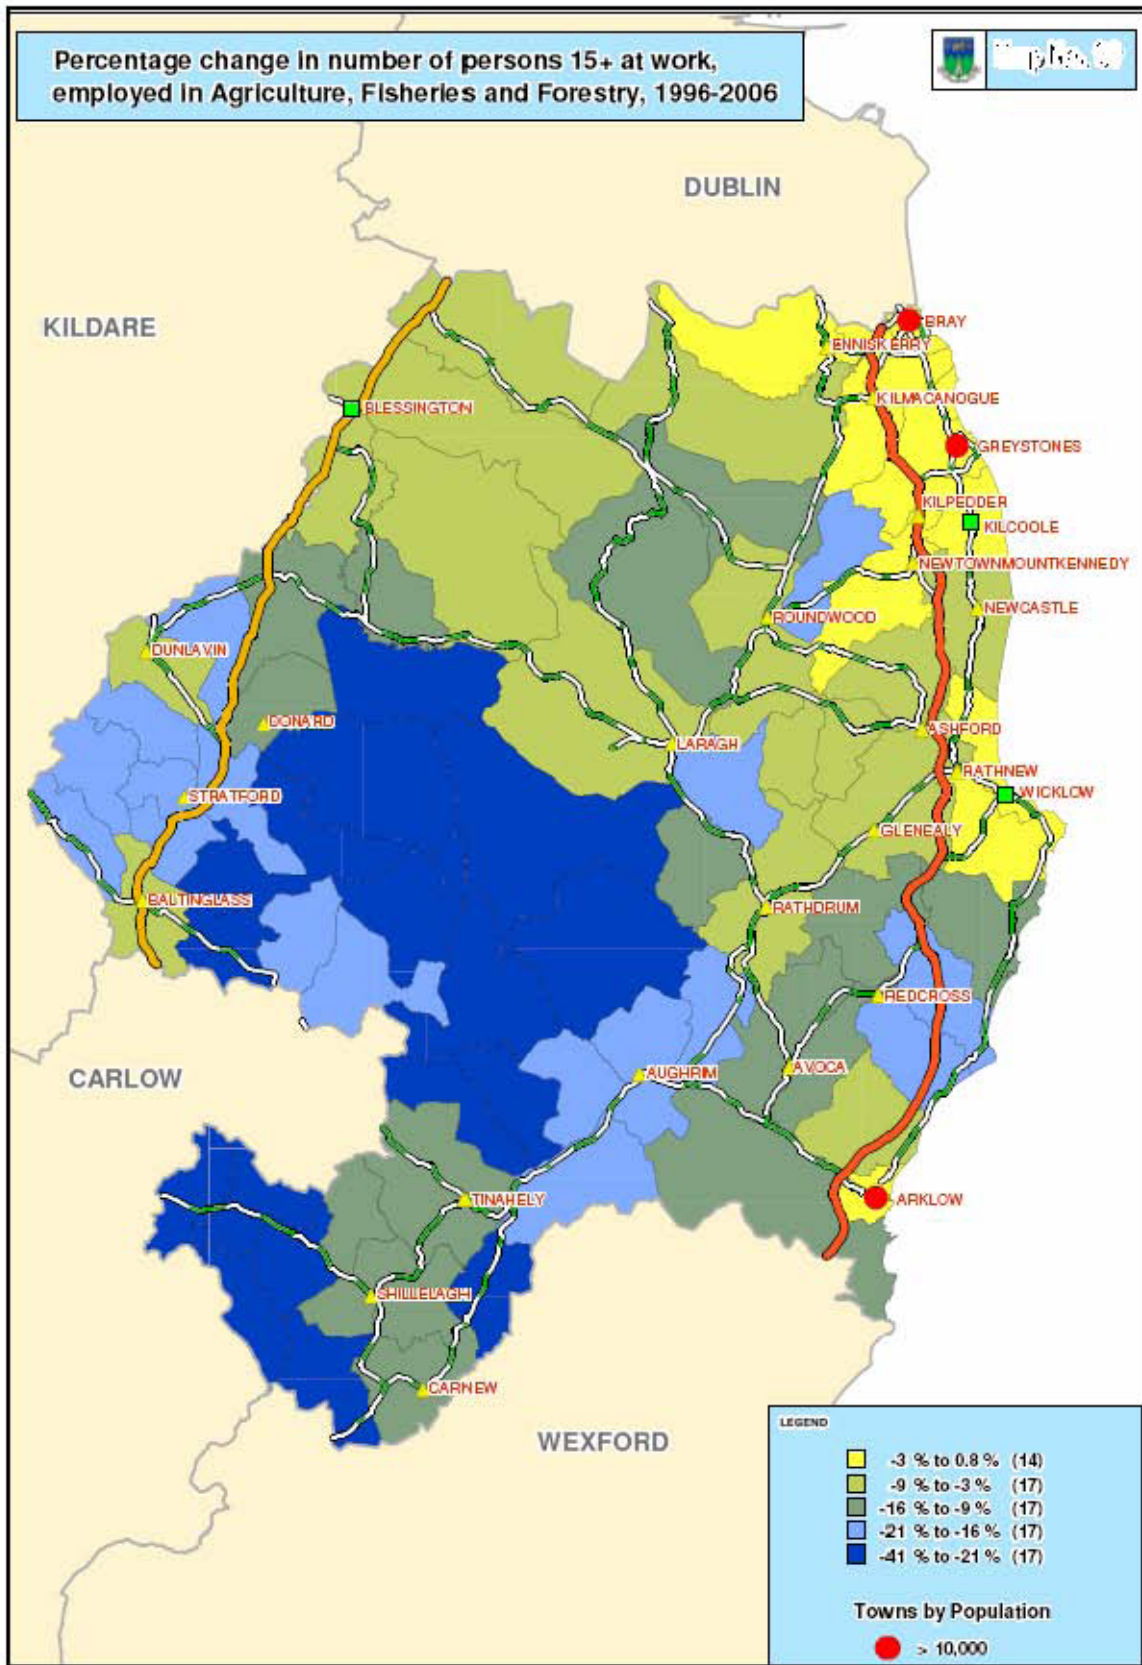 Percentage change in number of persons 15+ at work,
employed in Agriculture, Fisheries and Forestry, 1996-2006
DUBLIN
KILDARE
BRAY
ENNISKERRY
KILMACANOGUE
BLESSINGTON
GREYSTONES
KILPEDDER
KILCOOLE
NEWTOWNMOUNTKENNEDY
NEWCASTLE
ROUNDWOOD
DUNLAVIN
DONARD
ASHFORD
LARAGH
RATHNEW
WICKLOW
STRATFORD
GLENEALY
BALTINGLASS
RATHDRUM
REDCROSS
AVOCA
AUGHRIM
CARLOW
TINAHELY
ARKLOW
SHILLELAGH
CARNEW
WEXFORD
LEGEND
-3 % to 0.8 % (14)
-9 % to -3 % (17)
-16 % to -9 % (17)
-21 % to -16 % (17)
-41 % to -21 % (17)
Towns by Population
> 10,000